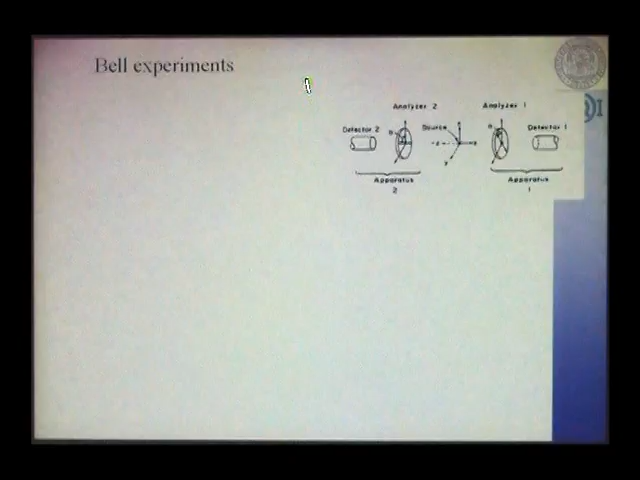 Bell experiments
Analyzer 2
Analyzer 1
Detector 2
Source
Detector 1
Apparatus
2
Apparatus
1